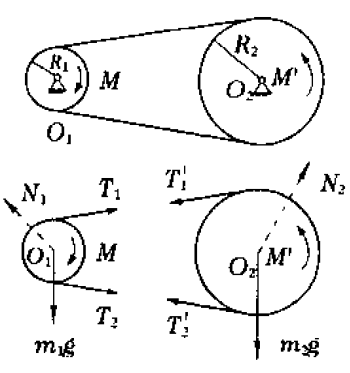 R₁ M R₂ O₂ M'
O₁
N₁ T₁ T₁' N₂
O₁ M O₂ M'
T₂ T₂'
m₁g m₂g